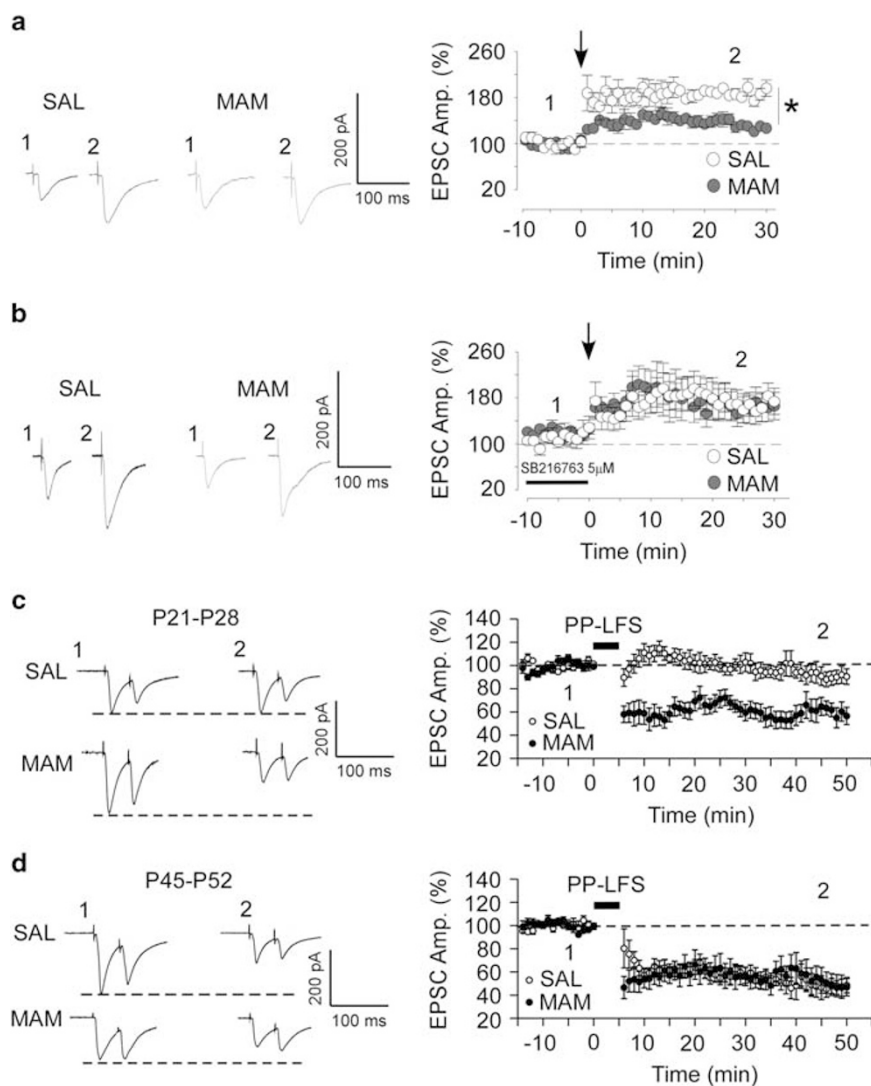 a
SAL
MAM
1
2
1
2
200 pA
100 ms
EPSC Amp. (%)
260
180
100
20
1
2
*
SAL
MAM
-10
0
10
20
30
Time (min)
b
SAL
MAM
1
2
1
2
200 pA
100 ms
EPSC Amp. (%)
260
180
100
20
1
2
SB216763 5µM
SAL
MAM
-10
0
10
20
30
Time (min)
c
P21-P28
1
2
SAL
MAM
200 pA
100 ms
EPSC Amp. (%)
140
120
100
80
60
40
20
PP-LFS
1
2
SAL
MAM
-10
0
10
20
30
40
50
Time (min)
d
P45-P52
1
2
SAL
MAM
200 pA
100 ms
EPSC Amp. (%)
140
120
100
80
60
40
20
PP-LFS
1
2
SAL
MAM
-10
0
10
20
30
40
50
Time (min)